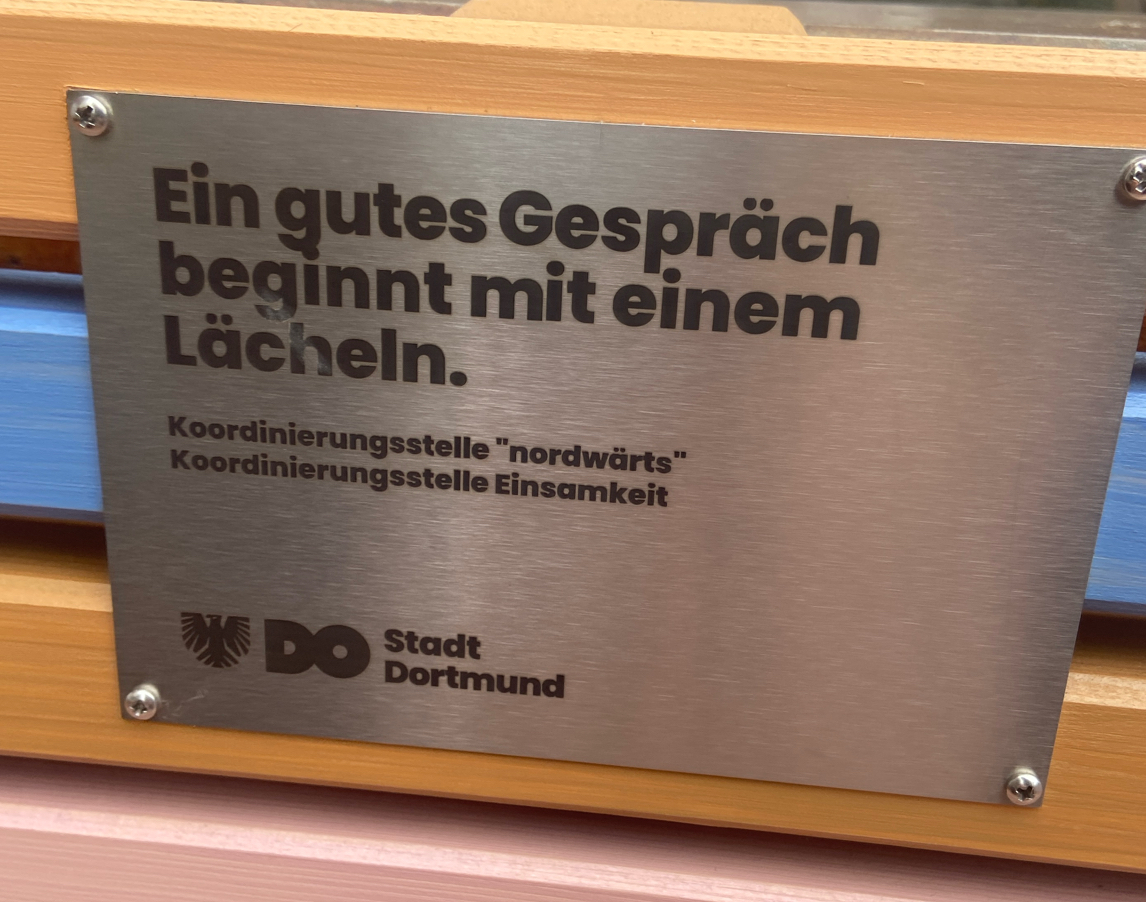 Ein gutes Gespräch
beginnt mit einem
Lächeln.
Koordinierungsstelle "nordwärts"
Koordinierungsstelle Einsamkeit
DO
Stadt
Dortmund